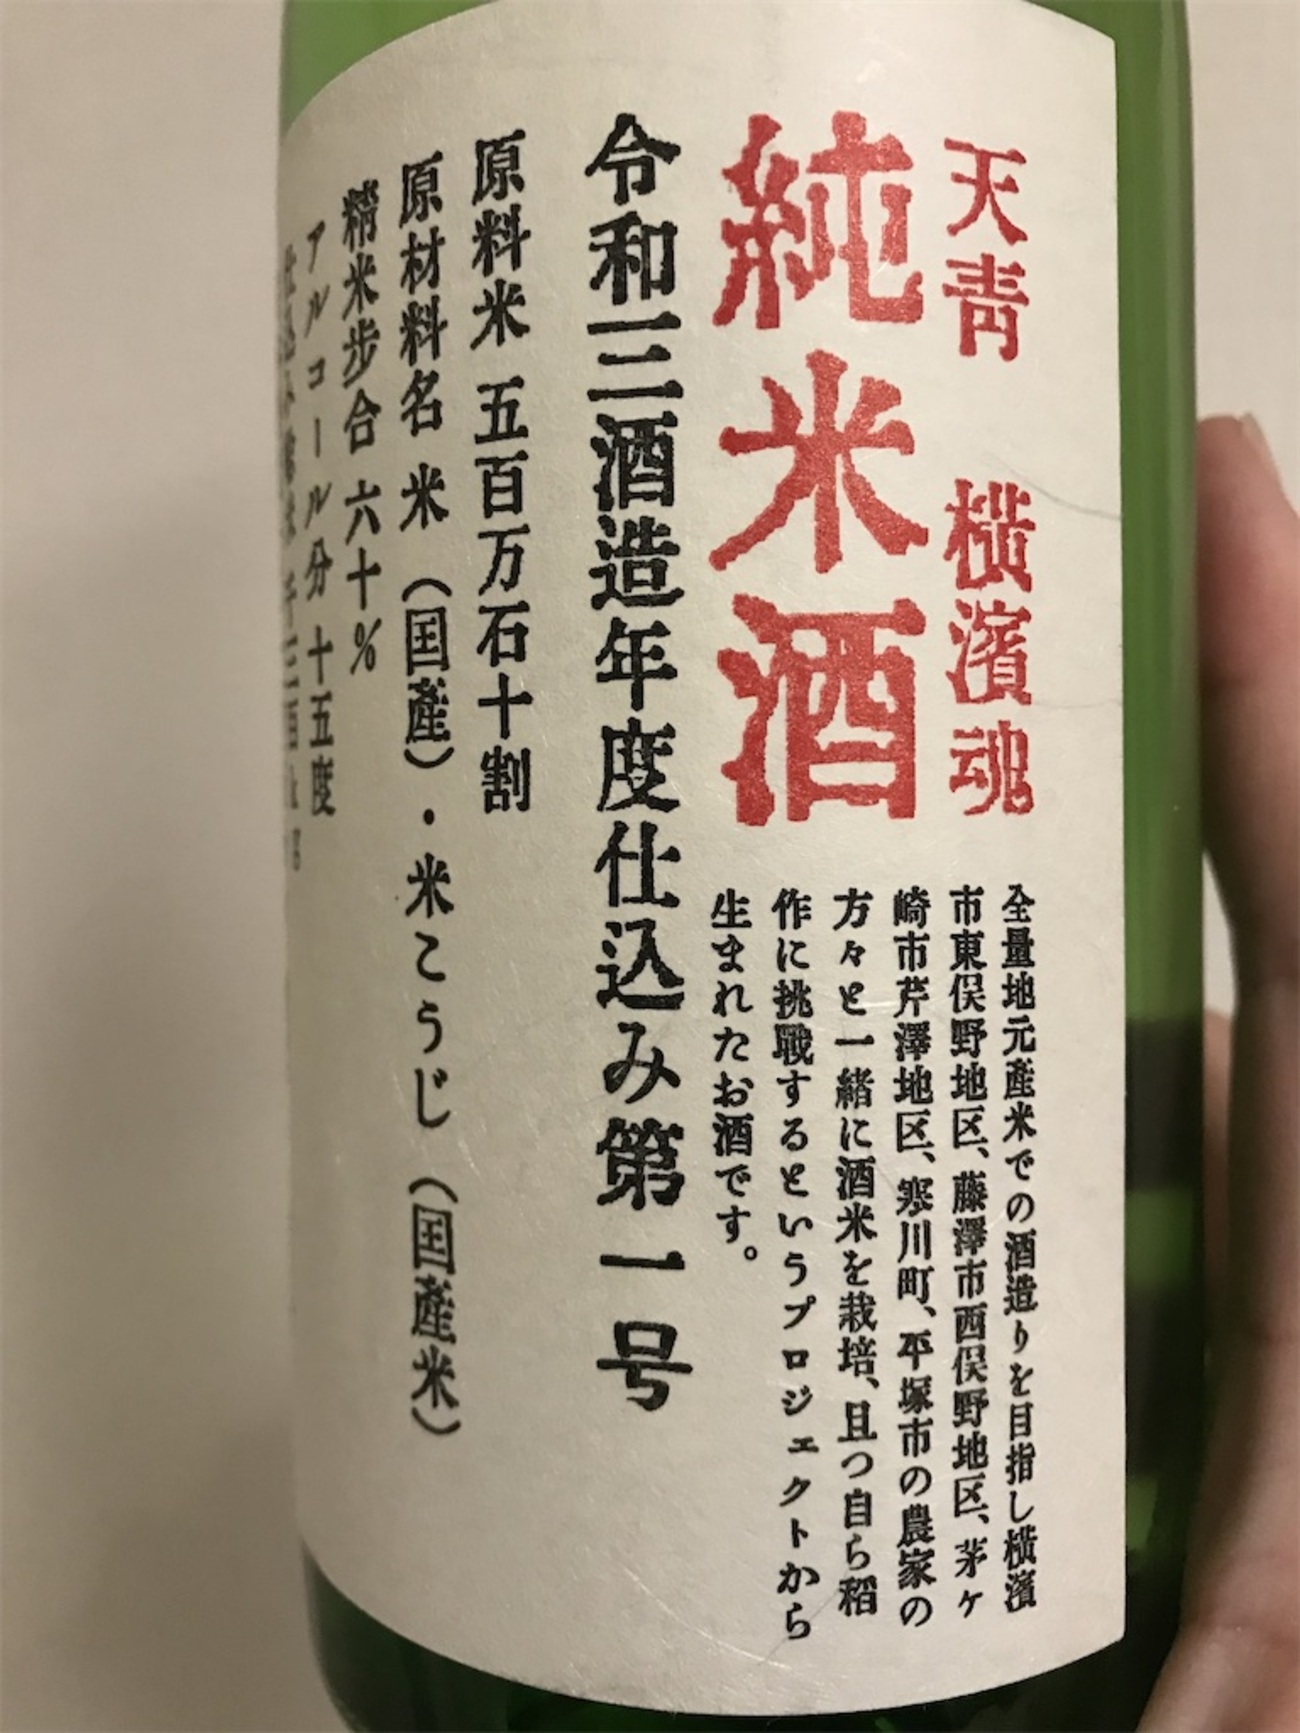 天青 横濱魂
純米酒
全量地元産米での酒造りを目指し横濱
市東俣野地区、藤澤市西俣野地区、茅ヶ
崎市芹澤地区、寒川町、平塚市の農家の
方々と一緒に酒米を栽培、且つ自ら稲
作に挑戦するというプロジェクトから
生まれたお酒です。
令和三酒造年度仕込み第一号
原料米 五百万石十割
原材料名 米（国産）・米こうじ（国産米）
精米步合 六十％
アルコール分 十五度